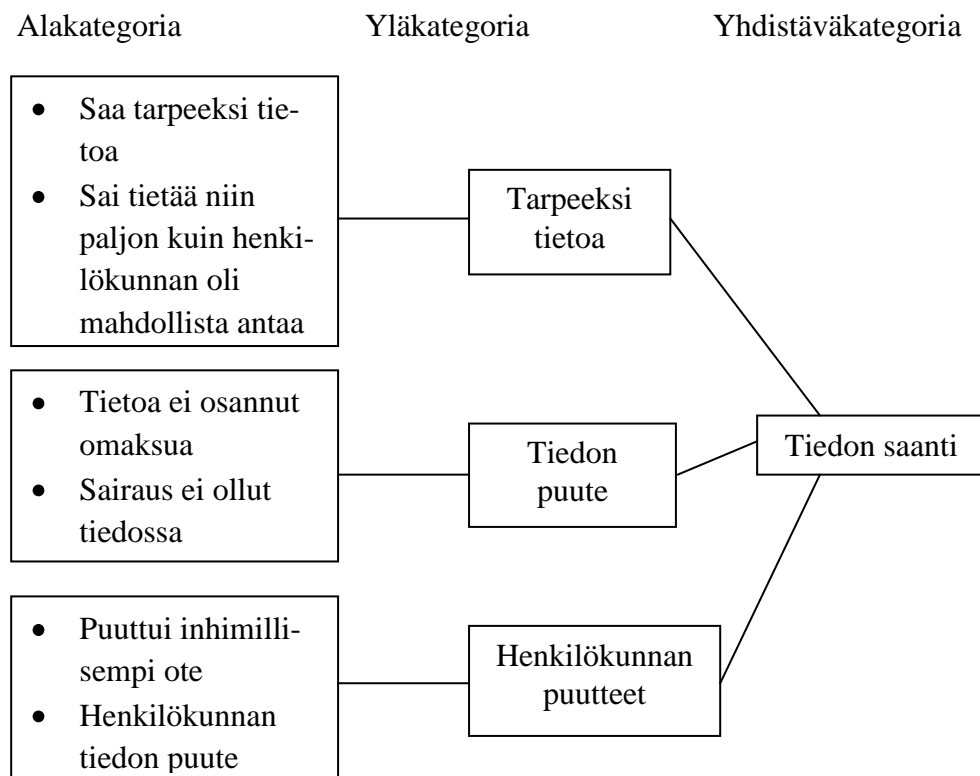 Alakategoria Yläkategoria Yhdistäväkategoria
• Saa tarpeeksi tie-
toa
• Sai tietää niin
paljon kuin henki-
lökunnan oli
mahdollista antaa
Tarpeeksi
tietoa
• Tietoa ei osannut
omaksua
• Sairaus ei ollut
tiedossa
Tiedon
puute
Tiedon saanti
• Puuttui inhimilli-
sempi ote
• Henkilökunnan
tiedon puute
Henkilökunnan
puutteet